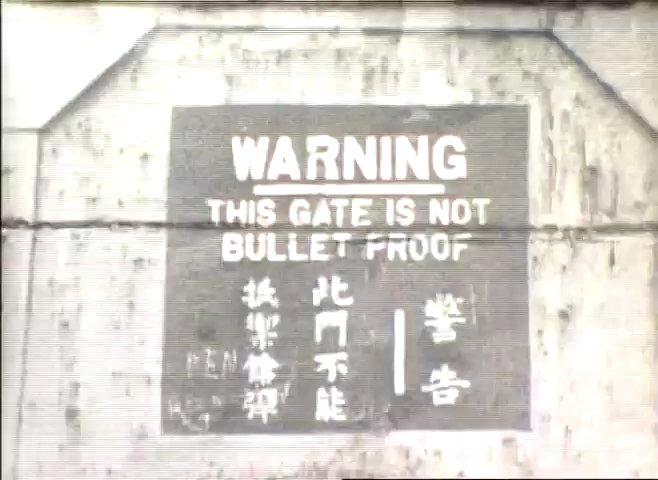 WARNING
THIS GATE IS NOT
BULLET PROOF
警告
此門不能
抵禦槍彈